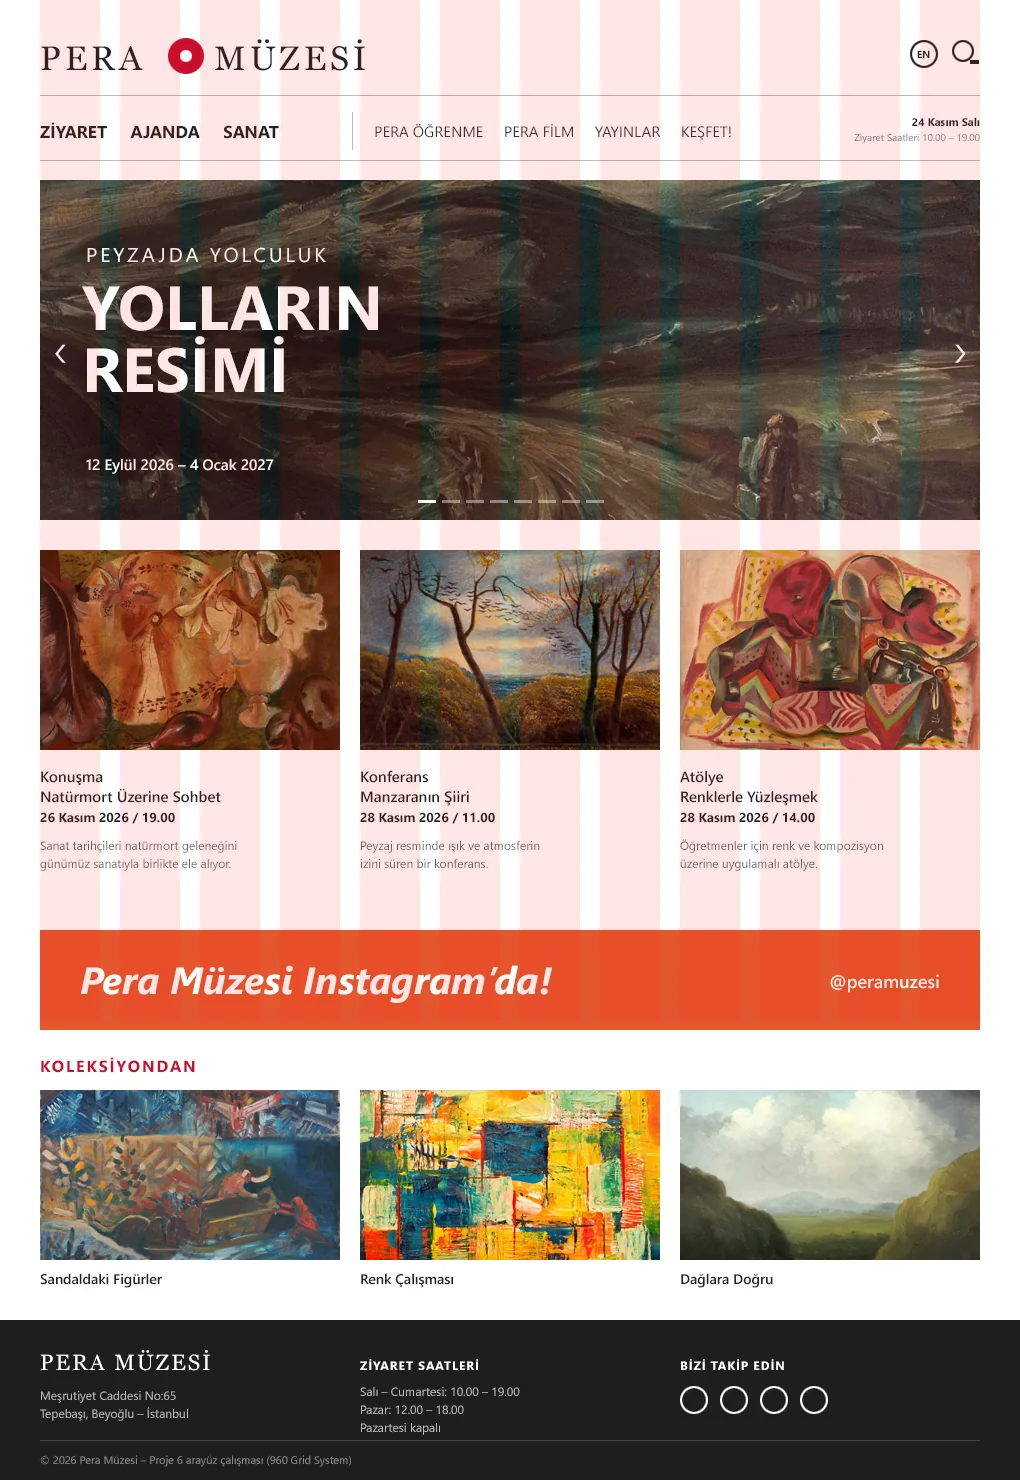 PERA MÜZESİ
EN
ZİYARET AJANDA SANAT
PERA ÖĞRENME PERA FİLM YAYINLAR KEŞFET!
24 Kasım Salı
Ziyaret Saatleri 10.00 – 19.00
PEYZAJDA YOLCULUK
YOLLARIN
RESİMİ
12 Eylül 2026 – 4 Ocak 2027
Konuşma
Natürmort Üzerine Sohbet
26 Kasım 2026 / 19.00
Sanat tarihçileri natürmort geleneğini
günümüz sanatıyla birlikte ele alıyor.
Konferans
Manzaranın Şiiri
28 Kasım 2026 / 11.00
Peyzaj resminde ışık ve atmosferin
izini süren bir konferans.
Atölye
Renklerle Yüzleşmek
28 Kasım 2026 / 14.00
Öğretmenler için renk ve kompozisyon
üzerine uygulamalı atölye.
Pera Müzesi Instagram’da!
@peramuzesi
KOLEKSİYONDAN
Sandaldaki Figürler
Renk Çalışması
Dağlara Doğru
PERA MÜZESİ
Meşrutiyet Caddesi No:65
Tepebaşı, Beyoğlu – İstanbul
ZİYARET SAATLERİ
Salı – Cumartesi: 10.00 – 19.00
Pazar: 12.00 – 18.00
Pazartesi kapalı
BİZİ TAKİP EDİN
© 2026 Pera Müzesi – Proje 6 arayüz çalışması (960 Grid System)